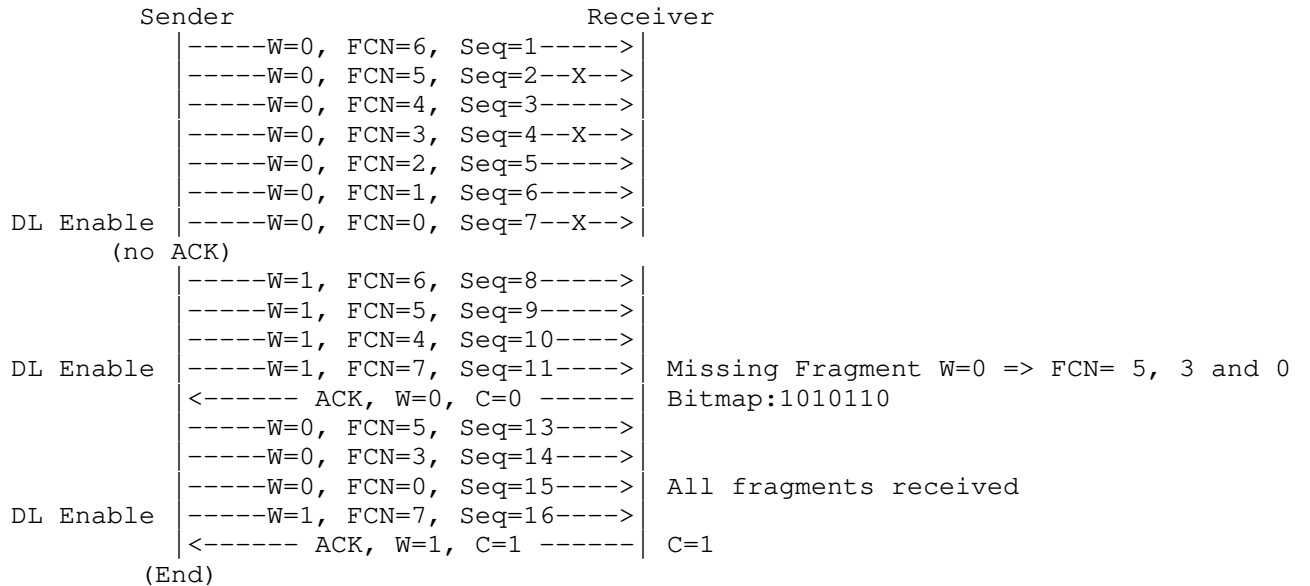 Sender Receiver
|-----W=0, FCN=6, Seq=1----->|
|-----W=0, FCN=5, Seq=2--X-->|
|-----W=0, FCN=4, Seq=3----->|
|-----W=0, FCN=3, Seq=4--X-->|
|-----W=0, FCN=2, Seq=5----->|
|-----W=0, FCN=1, Seq=6----->|
DL Enable |-----W=0, FCN=0, Seq=7--X-->|
(no ACK)
|-----W=1, FCN=6, Seq=8----->|
|-----W=1, FCN=5, Seq=9----->|
|-----W=1, FCN=4, Seq=10---->|
DL Enable |-----W=1, FCN=7, Seq=11---->| Missing Fragment W=0 => FCN= 5, 3 and 0
|<------ ACK, W=0, C=0 ------| Bitmap:1010110
|-----W=0, FCN=5, Seq=13---->|
|-----W=0, FCN=3, Seq=14---->|
|-----W=0, FCN=0, Seq=15---->| All fragments received
DL Enable |-----W=1, FCN=7, Seq=16---->|
|<------ ACK, W=1, C=1 ------| C=1
(End)